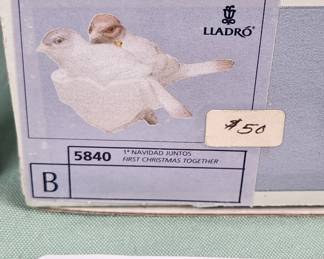 LLADRÓ
$50
5840
1ª NAVIDAD JUNTOS
FIRST CHRISTMAS TOGETHER
B